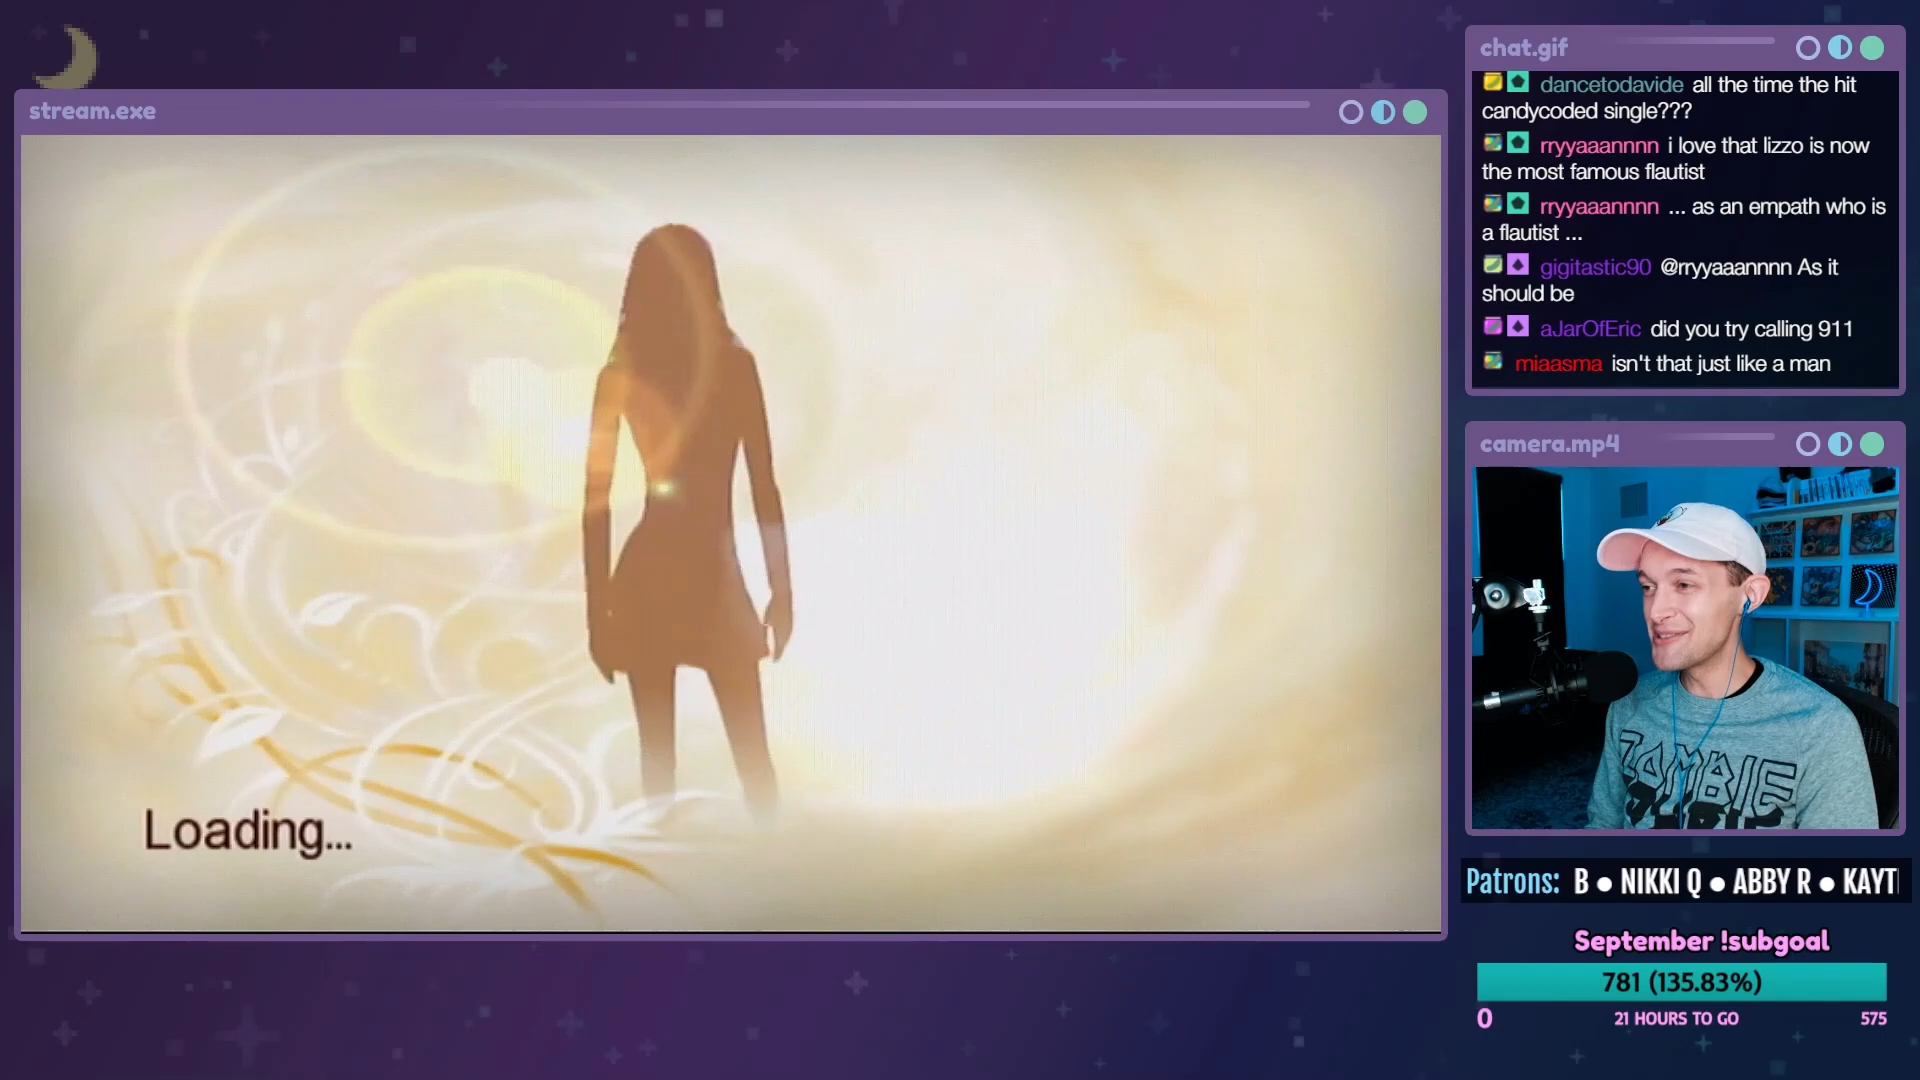 stream.exe
Loading...
chat.gif
dancetodavide all the time the hit
candycoded single???
rryyaaannnn i love that lizzo is now
the most famous flautist
rryyaaannnn ... as an empath who is
a flautist ...
gigitastic90 @rryyaaannnn As it
should be
aJarOfEric did you try calling 911
miaasma isn't that just like a man
camera.mp4
ZOMBIE
Patrons: B ● NIKKI Q ● ABBY R ● KAYT
September !subgoal
781 (135.83%)
0 21 HOURS TO GO 575